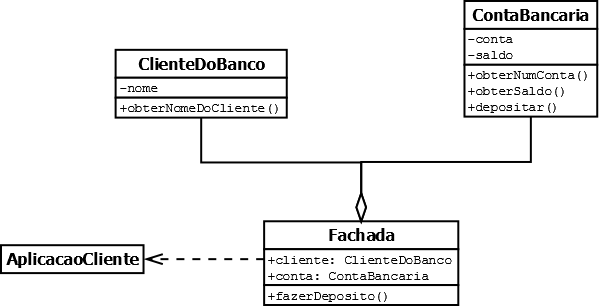 ContaBancaria
-conta
-saldo
+obterNumConta()
+obterSaldo()
+depositar()
ClienteDoBanco
-nome
+obterNomeDoCliente()
Fachada
+cliente: ClienteDoBanco
+conta: ContaBancaria
+fazerDeposito()
AplicacaoCliente